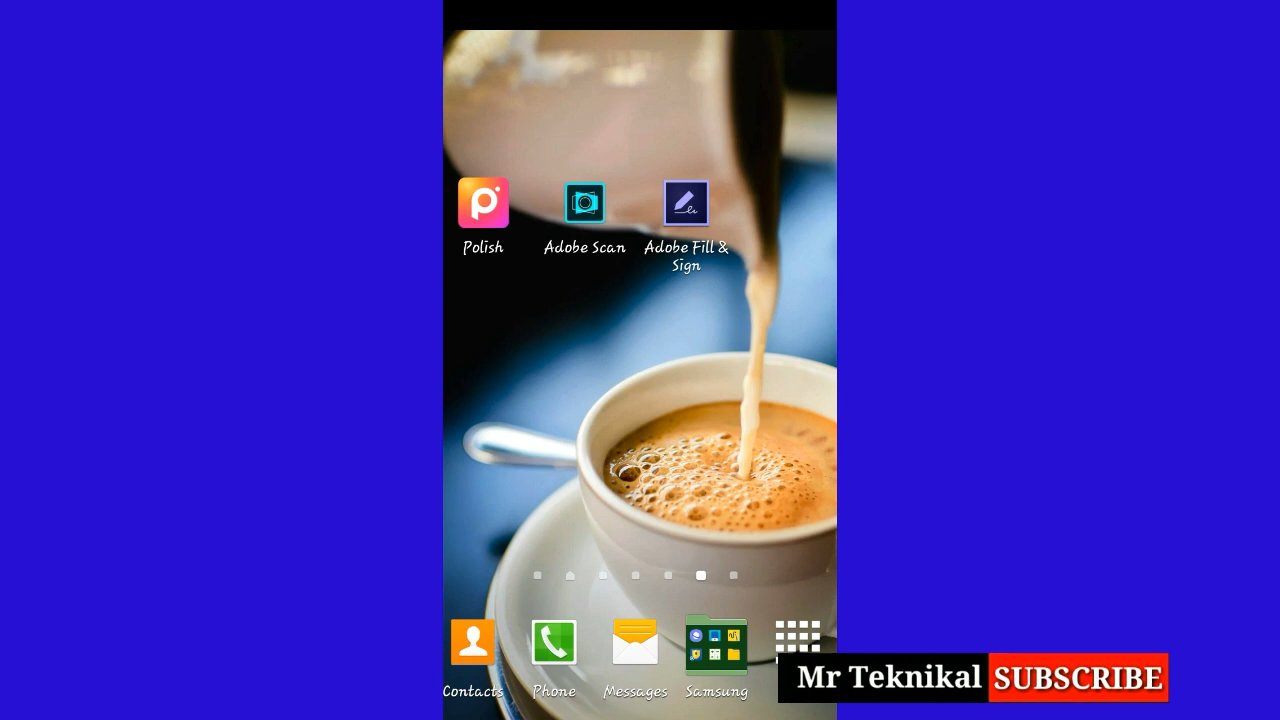 Polish
Adobe Scan
Adobe Fill &
Sign
Contacts
Phone
Messages
Samsung
Mr Teknikal SUBSCRIBE